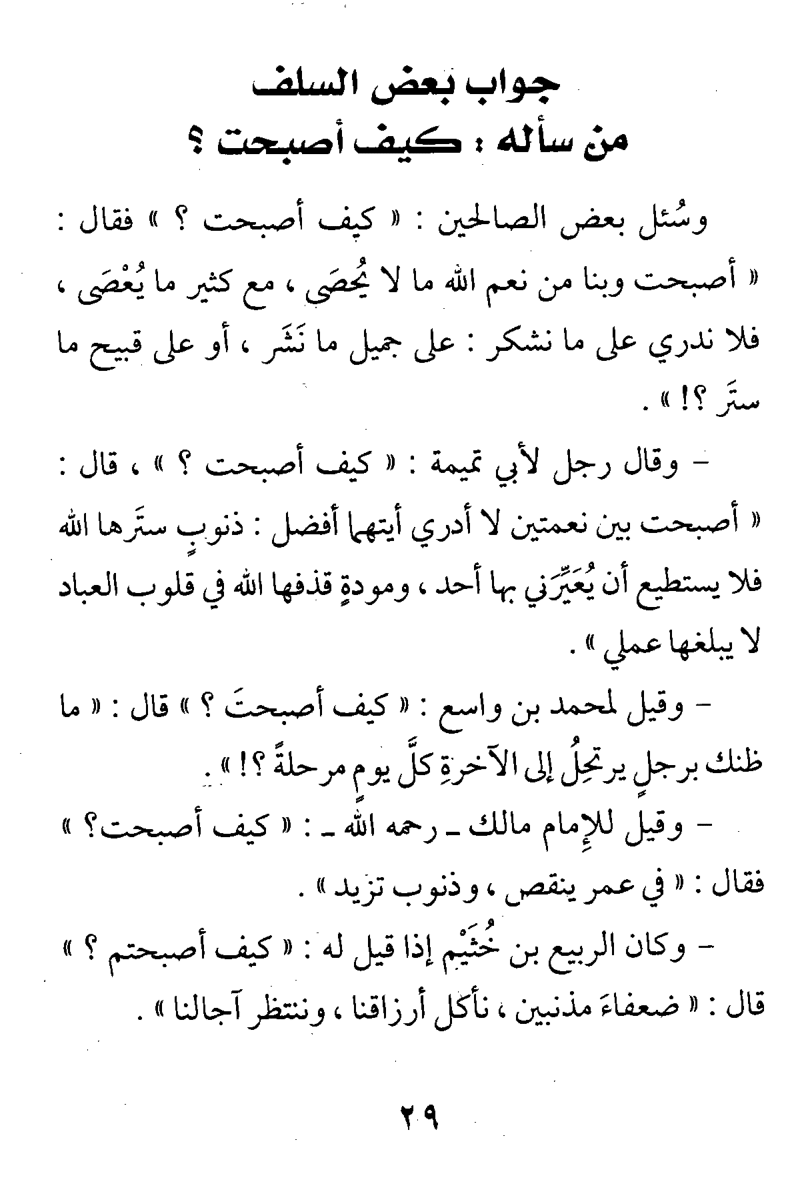 جواب بعض السلف
من سأله : كيف أصبحت ؟
وسُئل بعض الصالحين : « كيف أصبحت ؟ » فقال :
« أصبحت وبنا من نعم الله ما لا يُحصَى ، مع كثير ما يُعْصَى ،
فلا ندري على ما نشكر : على جميل ما نَشَر ، أو على قبيح ما
ستَر ؟! » .
– وقال رجل لأبي تميمة : « كيف أصبحت ؟ » ، قال :
« أصبحت بين نعمتين لا أدري أيتهما أفضل : ذنوبٍ ستَرها الله
فلا يستطيع أن يُعَيِّرَني بها أحد ، ومودةٍ قذفها الله في قلوب العباد
لا يبلغها عملي » .
– وقيل لمحمد بن واسع : « كيف أصبحتَ ؟ » قال : « ما
ظنك برجلٍ يرتحِلُ إلى الآخرةِ كلَّ يومٍ مرحلةً ؟! » .
– وقيل للإِمام مالك ـ رحمه الله ـ : « كيف أصبحت؟ »
فقال : « في عمر ينقص ، وذنوب تزيد » .
– وكان الربيع بن خُثَيْم إذا قيل له : « كيف أصبحتم ؟ »
قال : « ضعفاءَ مذنبين ، نأكل أرزاقنا ، وننتظر آجالنا » .
٢٩